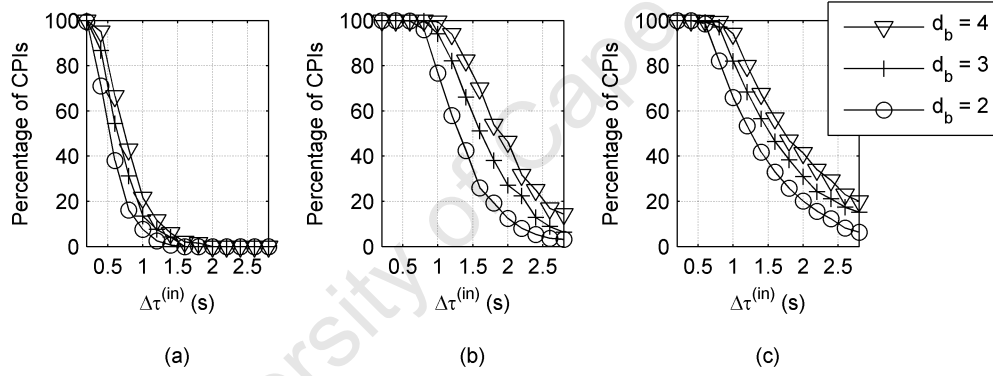 Percentage of CPIs
100
80
60
40
20
0
0.5 1 1.5 2 2.5
Δτ(in) (s)
(a)
Percentage of CPIs
100
80
60
40
20
0
0.5 1 1.5 2 2.5
Δτ(in) (s)
(b)
Percentage of CPIs
100
80
60
40
20
0
0.5 1 1.5 2 2.5
Δτ(in) (s)
(c)
db = 4
db = 3
db = 2
ersity of Cape